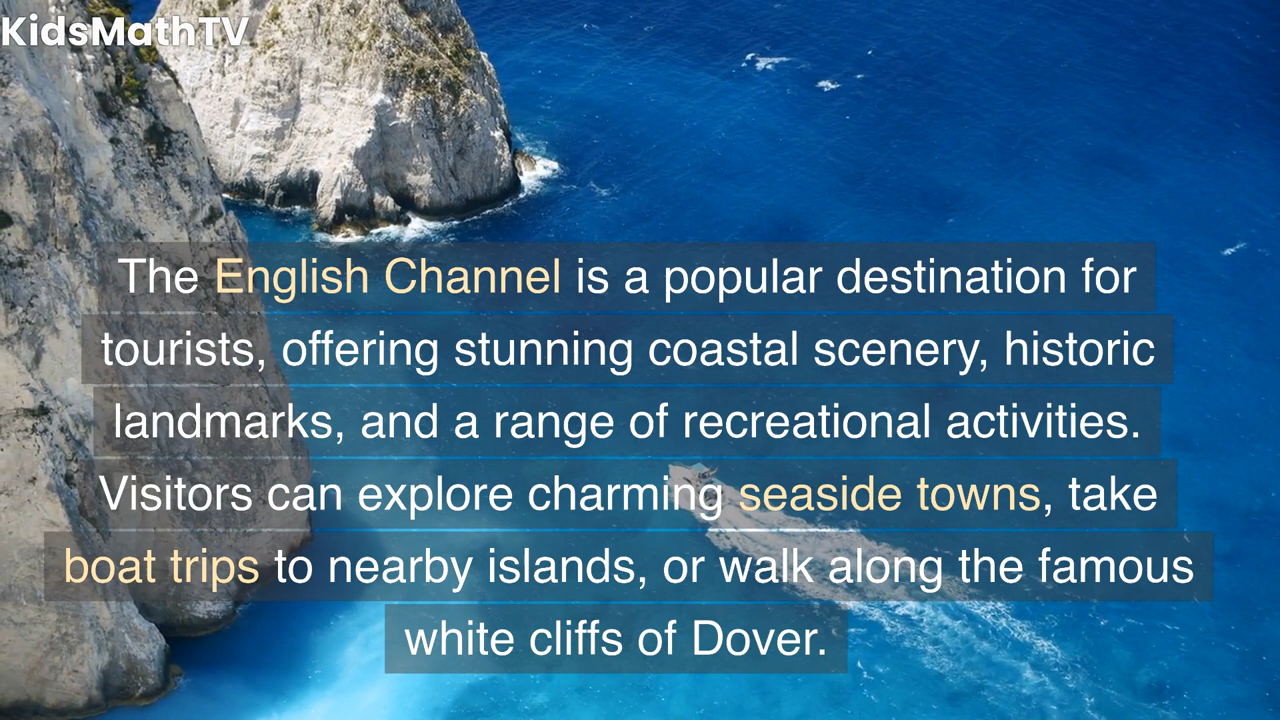 KidsMathTV
The English Channel is a popular destination for
tourists, offering stunning coastal scenery, historic
landmarks, and a range of recreational activities.
Visitors can explore charming seaside towns, take
boat trips to nearby islands, or walk along the famous
white cliffs of Dover.